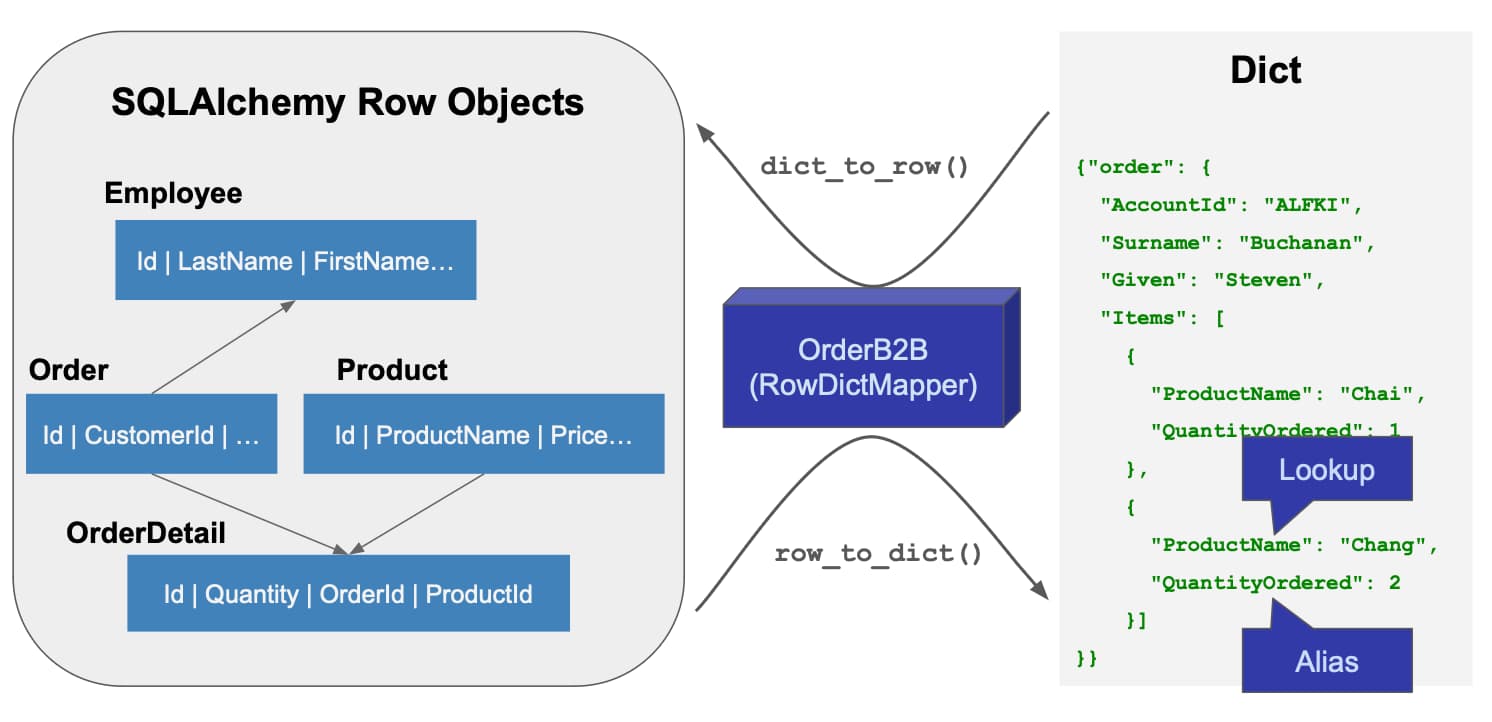 SQLAlchemy Row Objects
Employee
Id | LastName | FirstName…
Order
Id | CustomerId | …
Product
Id | ProductName | Price…
OrderDetail
Id | Quantity | OrderId | ProductId
dict_to_row()
OrderB2B
(RowDictMapper)
row_to_dict()
Dict
{"order": {
"AccountId": "ALFKI",
"Surname": "Buchanan",
"Given": "Steven",
"Items": [
{
"ProductName": "Chai",
"QuantityOrdered": 1
},
{
"ProductName": "Chang",
"QuantityOrdered": 2
}]
}}
Lookup
Alias